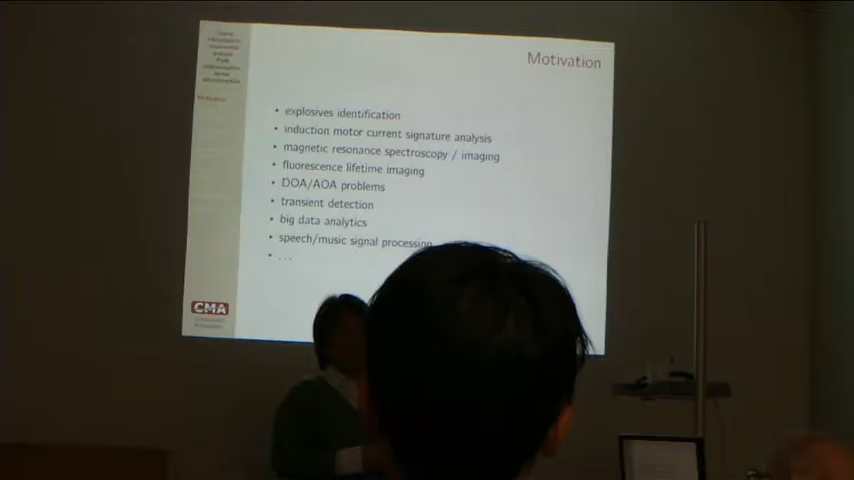 Motivation
Motivation
• explosives identification
• induction motor current signature analysis
• magnetic resonance spectroscopy / imaging
• fluorescence lifetime imaging
• DOA/AOA problems
• transient detection
• big data analytics
• speech/music signal processing
• . . .
CMA